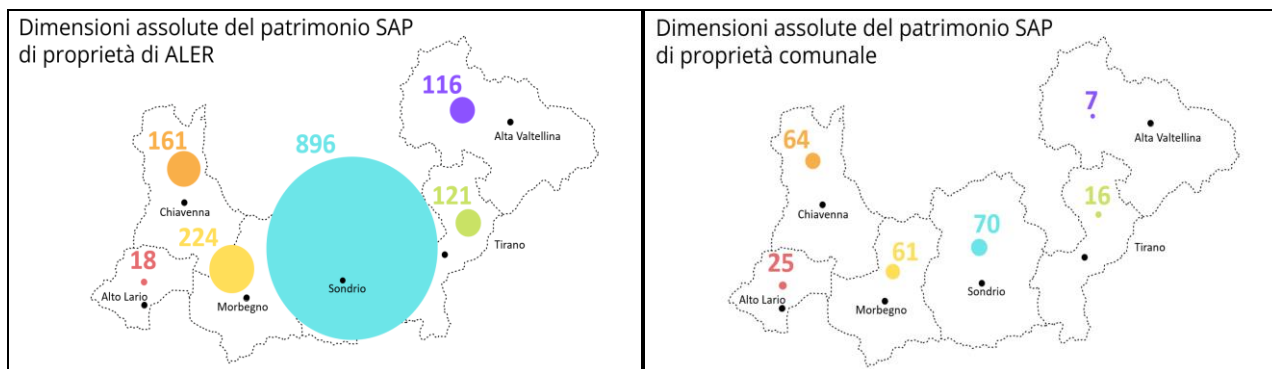 Dimensioni assolute del patrimonio SAP
di proprietà di ALER
116
Alta Valtellina
161
896
121
Chiavenna
224
Tirano
18
Sondrio
Alto Lario
Morbegno
Dimensioni assolute del patrimonio SAP
di proprietà comunale
7
Alta Valtellina
64
16
Chiavenna
70
Tirano
61
25
Sondrio
Alto Lario
Morbegno